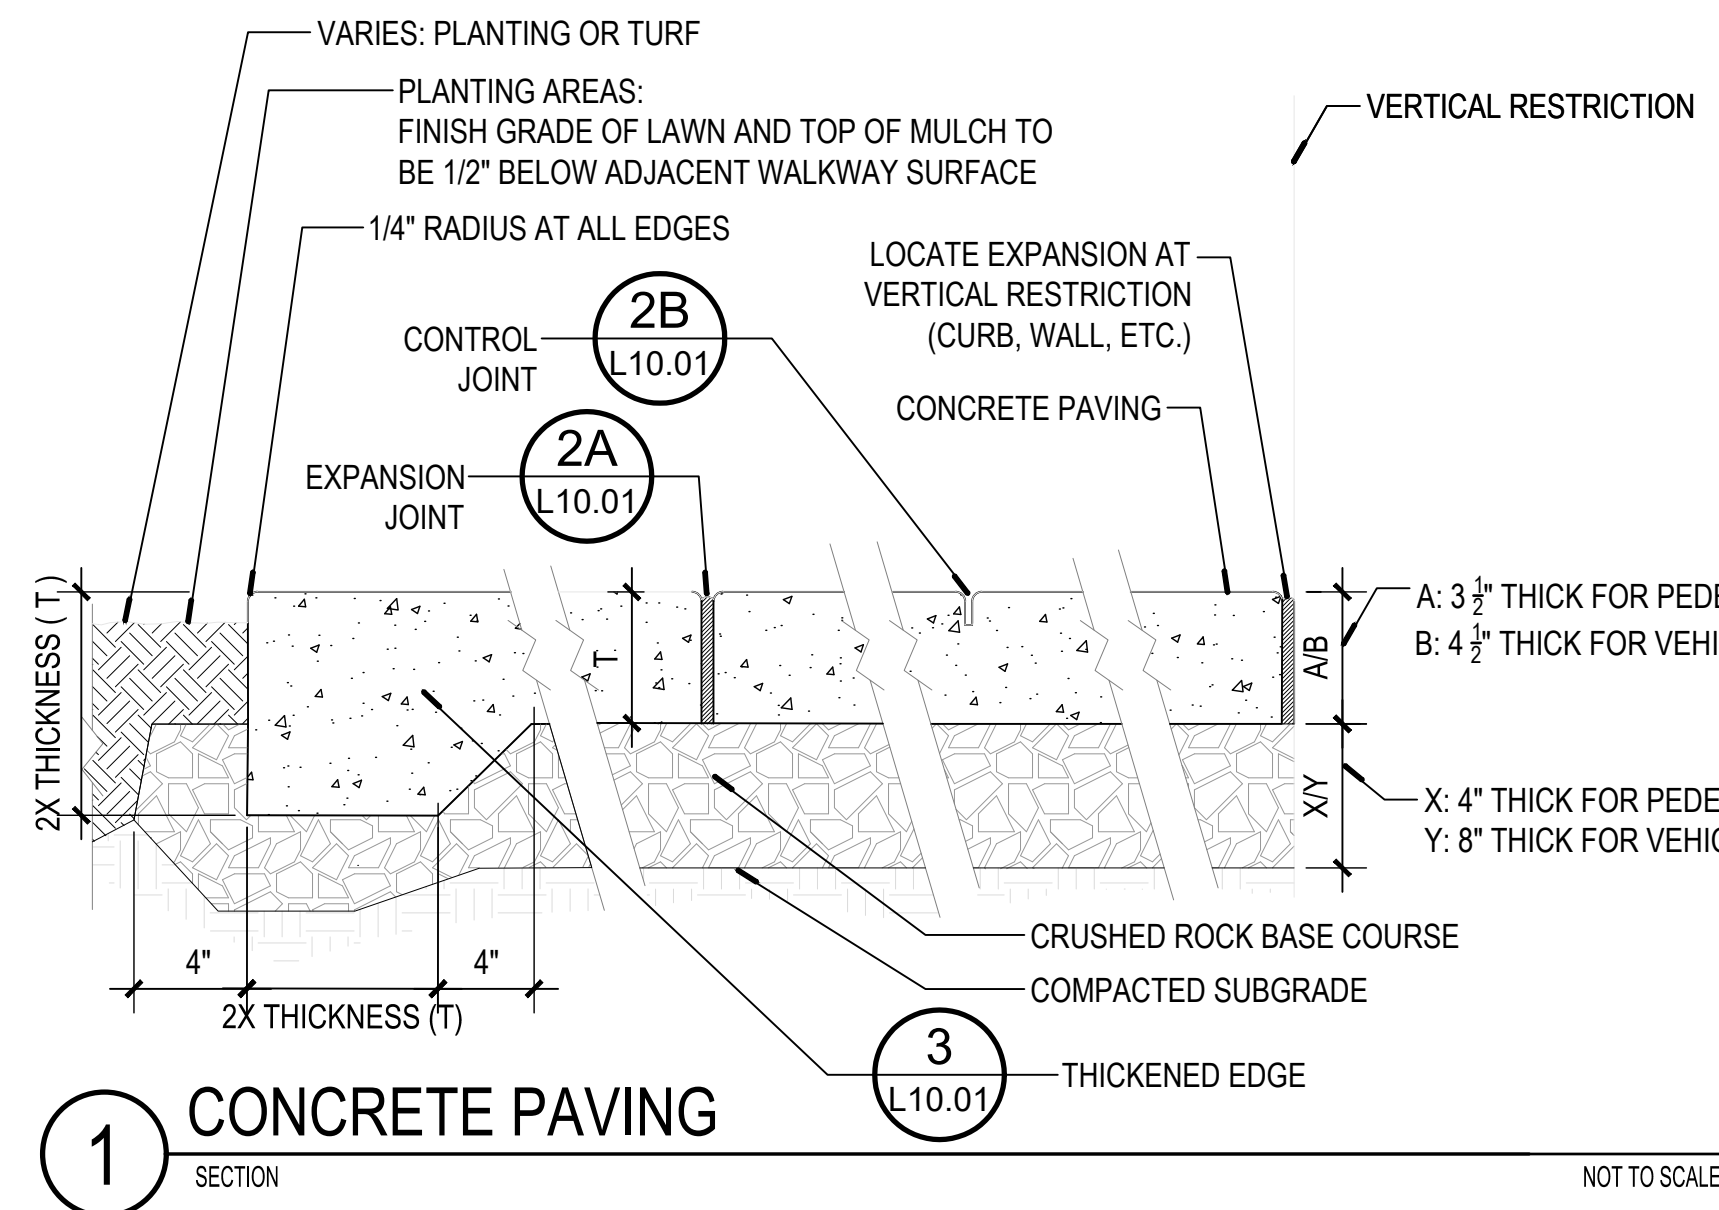 VARIES: PLANTING OR TURF
PLANTING AREAS:
FINISH GRADE OF LAWN AND TOP OF MULCH TO
BE 1/2" BELOW ADJACENT WALKWAY SURFACE
VERTICAL RESTRICTION
1/4" RADIUS AT ALL EDGES
LOCATE EXPANSION AT
VERTICAL RESTRICTION
(CURB, WALL, ETC.)
CONTROL
JOINT
2B
L10.01
CONCRETE PAVING
EXPANSION
JOINT
2A
L10.01
2X THICKNESS ( T )
T
A/B
A: 3 1/2" THICK FOR PEDE
B: 4 1/2" THICK FOR VEHI
X/Y
X: 4" THICK FOR PEDE
Y: 8" THICK FOR VEHIC
CRUSHED ROCK BASE COURSE
COMPACTED SUBGRADE
4"
4"
2X THICKNESS (T)
3
L10.01
THICKENED EDGE
1
CONCRETE PAVING
SECTION
NOT TO SCALE